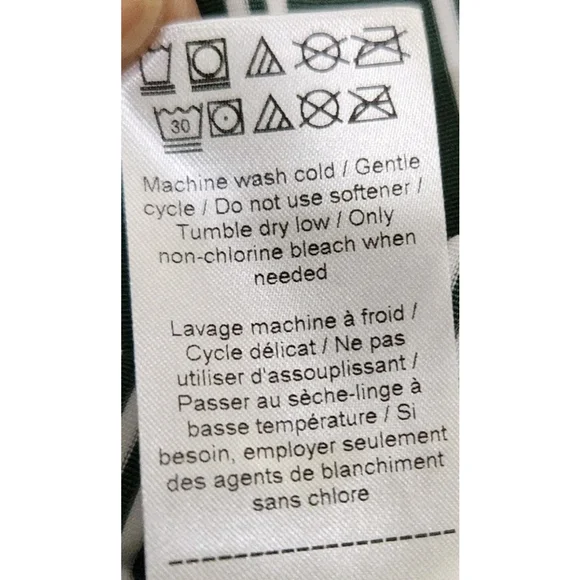 30
Machine wash cold / Gentle
cycle / Do not use softener /
Tumble dry low / Only
non-chlorine bleach when
needed
Lavage machine à froid /
Cycle délicat / Ne pas
utiliser d'assouplissant /
Passer au sèche-linge à
basse température / Si
besoin, employer seulement
des agents de blanchiment
sans chlore